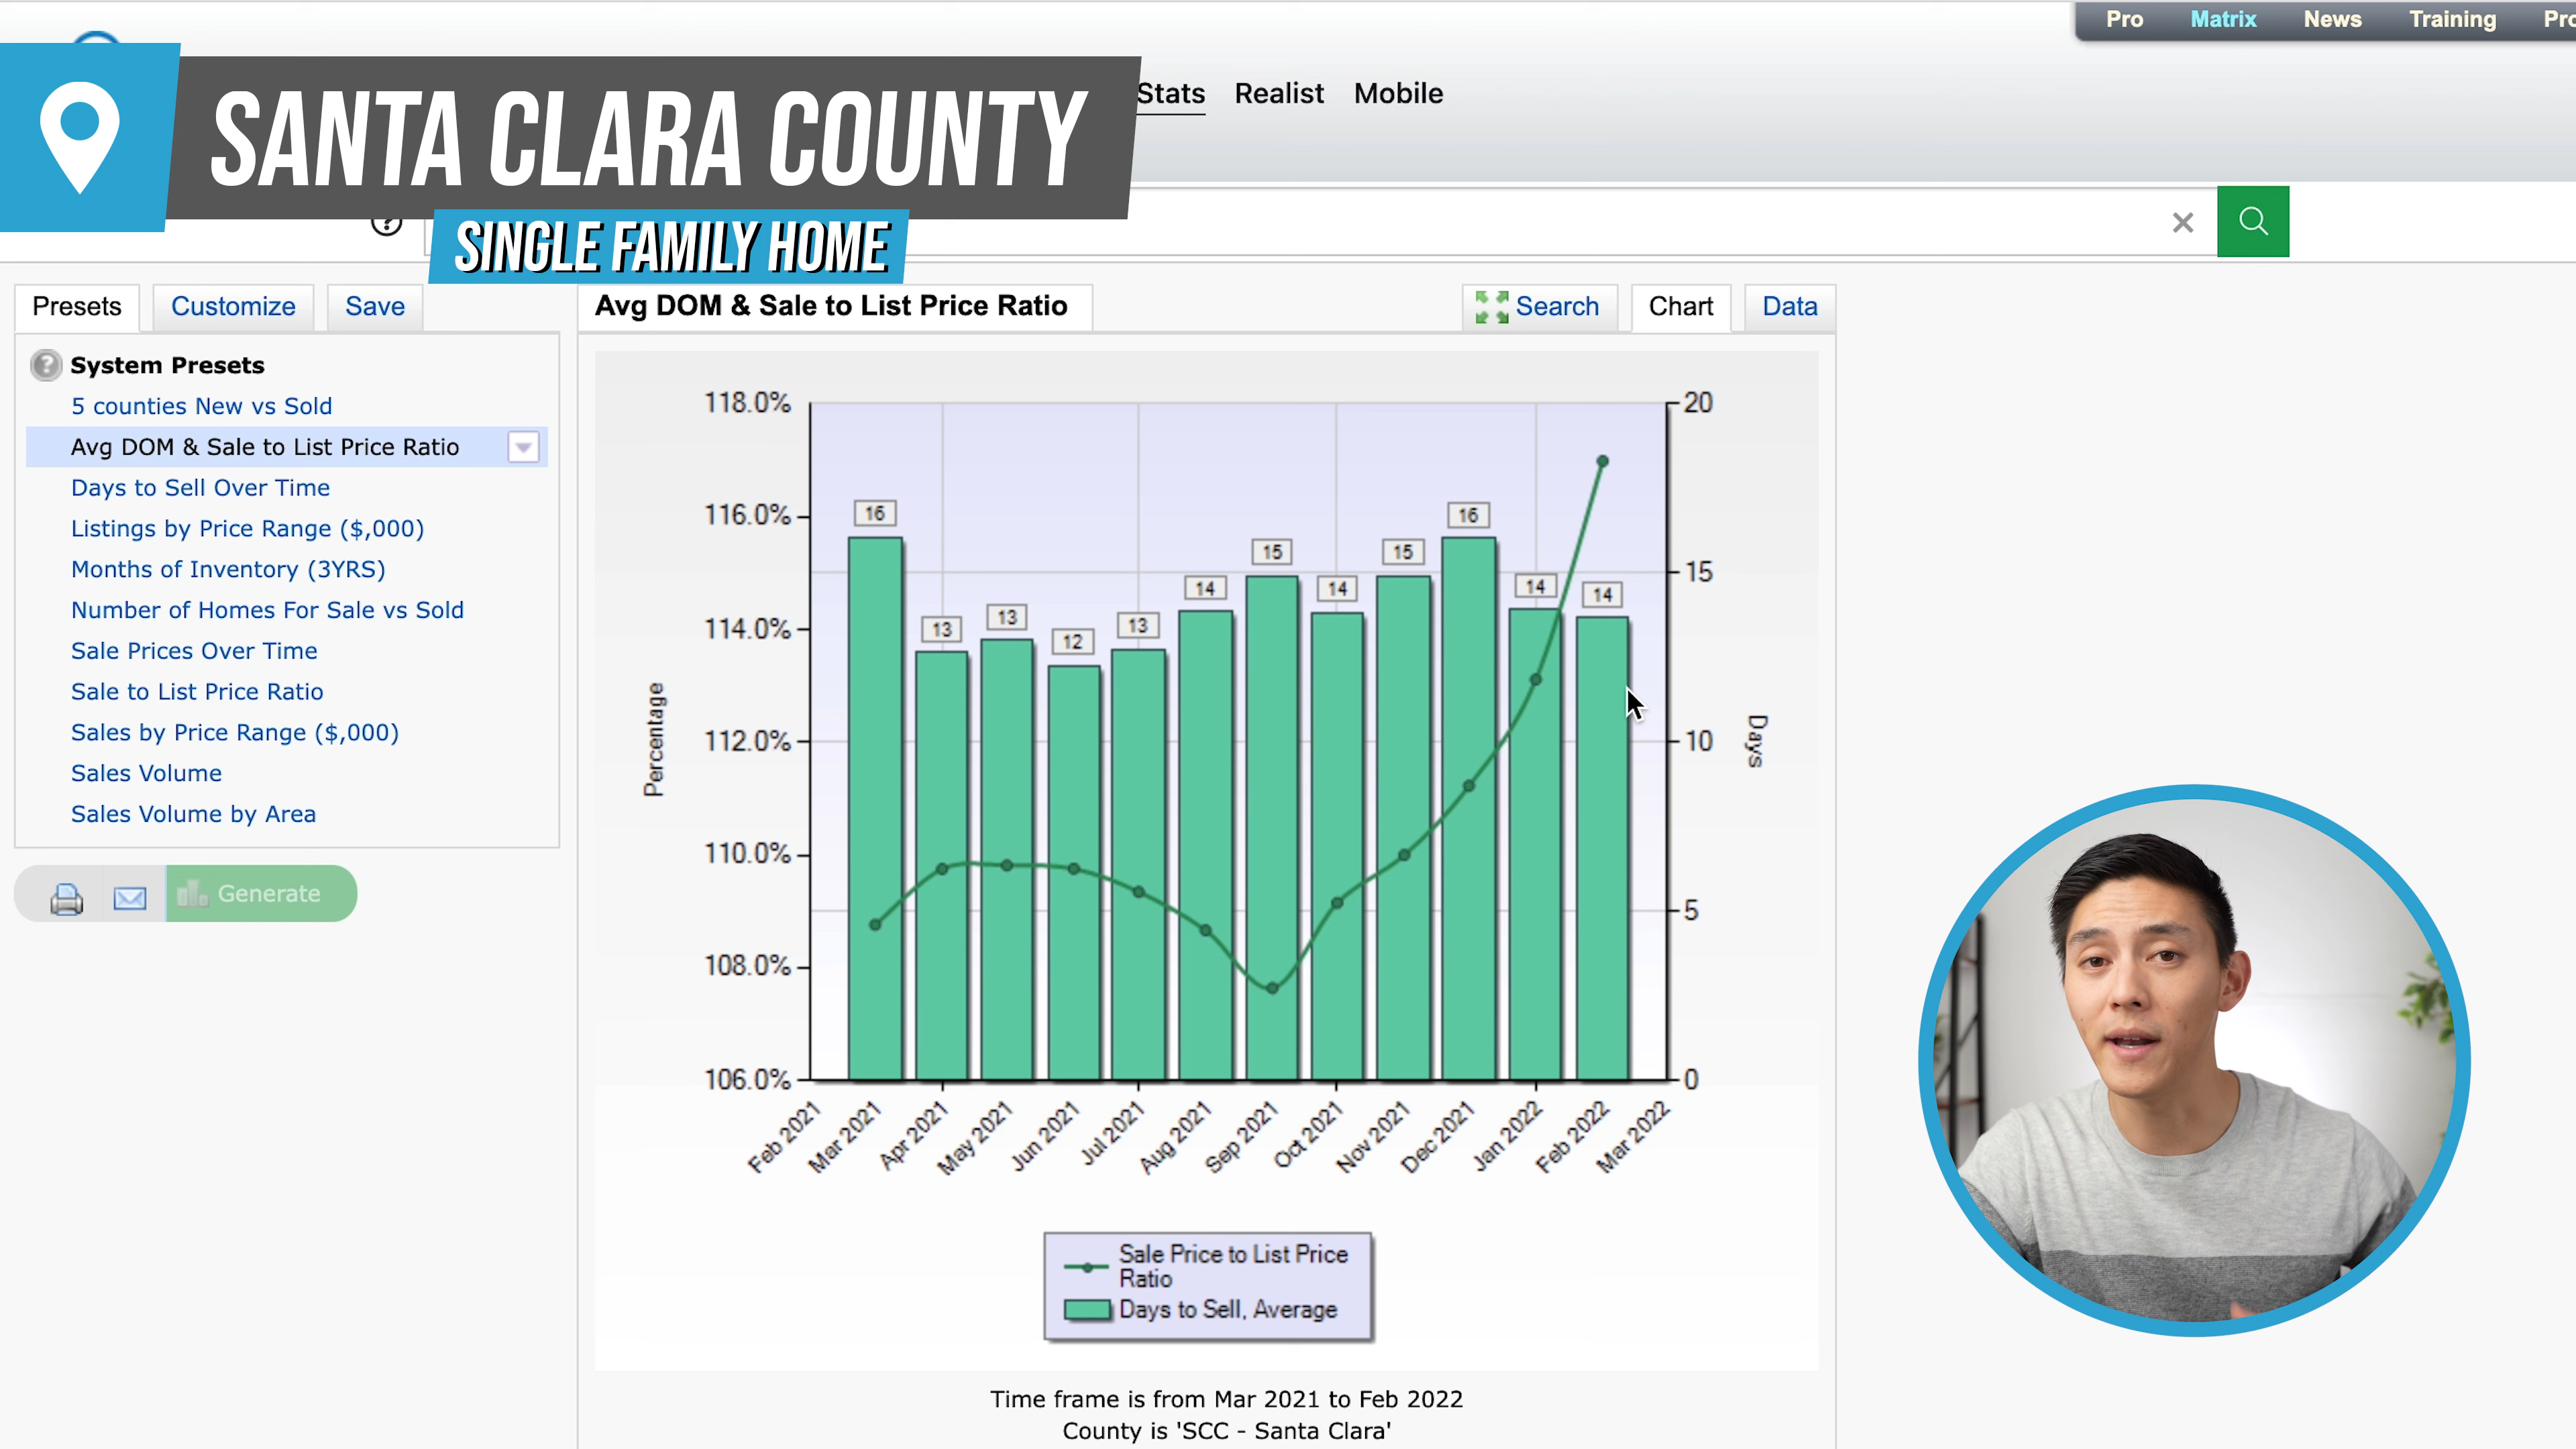 Pro Matrix News Training Pro
SANTA CLARA COUNTY
Stats Realist Mobile
SINGLE FAMILY HOME
Presets Customize Save
Avg DOM & Sale to List Price Ratio
Search Chart Data
System Presets
5 counties New vs Sold
Avg DOM & Sale to List Price Ratio
Days to Sell Over Time
Listings by Price Range ($,000)
Months of Inventory (3YRS)
Number of Homes For Sale vs Sold
Sale Prices Over Time
Sale to List Price Ratio
Sales by Price Range ($,000)
Sales Volume
Sales Volume by Area
Generate
118.0%
116.0%
114.0%
112.0%
110.0%
108.0%
106.0%
Percentage
16 13 13 12 13 14 15 14 15 16 14 14
20
15
10
5
0
Days
Feb 2021 Mar 2021 Apr 2021 May 2021 Jun 2021 Jul 2021 Aug 2021 Sep 2021 Oct 2021 Nov 2021 Dec 2021 Jan 2022 Feb 2022 Mar 2022
Sale Price to List Price
Ratio
Days to Sell, Average
Time frame is from Mar 2021 to Feb 2022
County is 'SCC - Santa Clara'